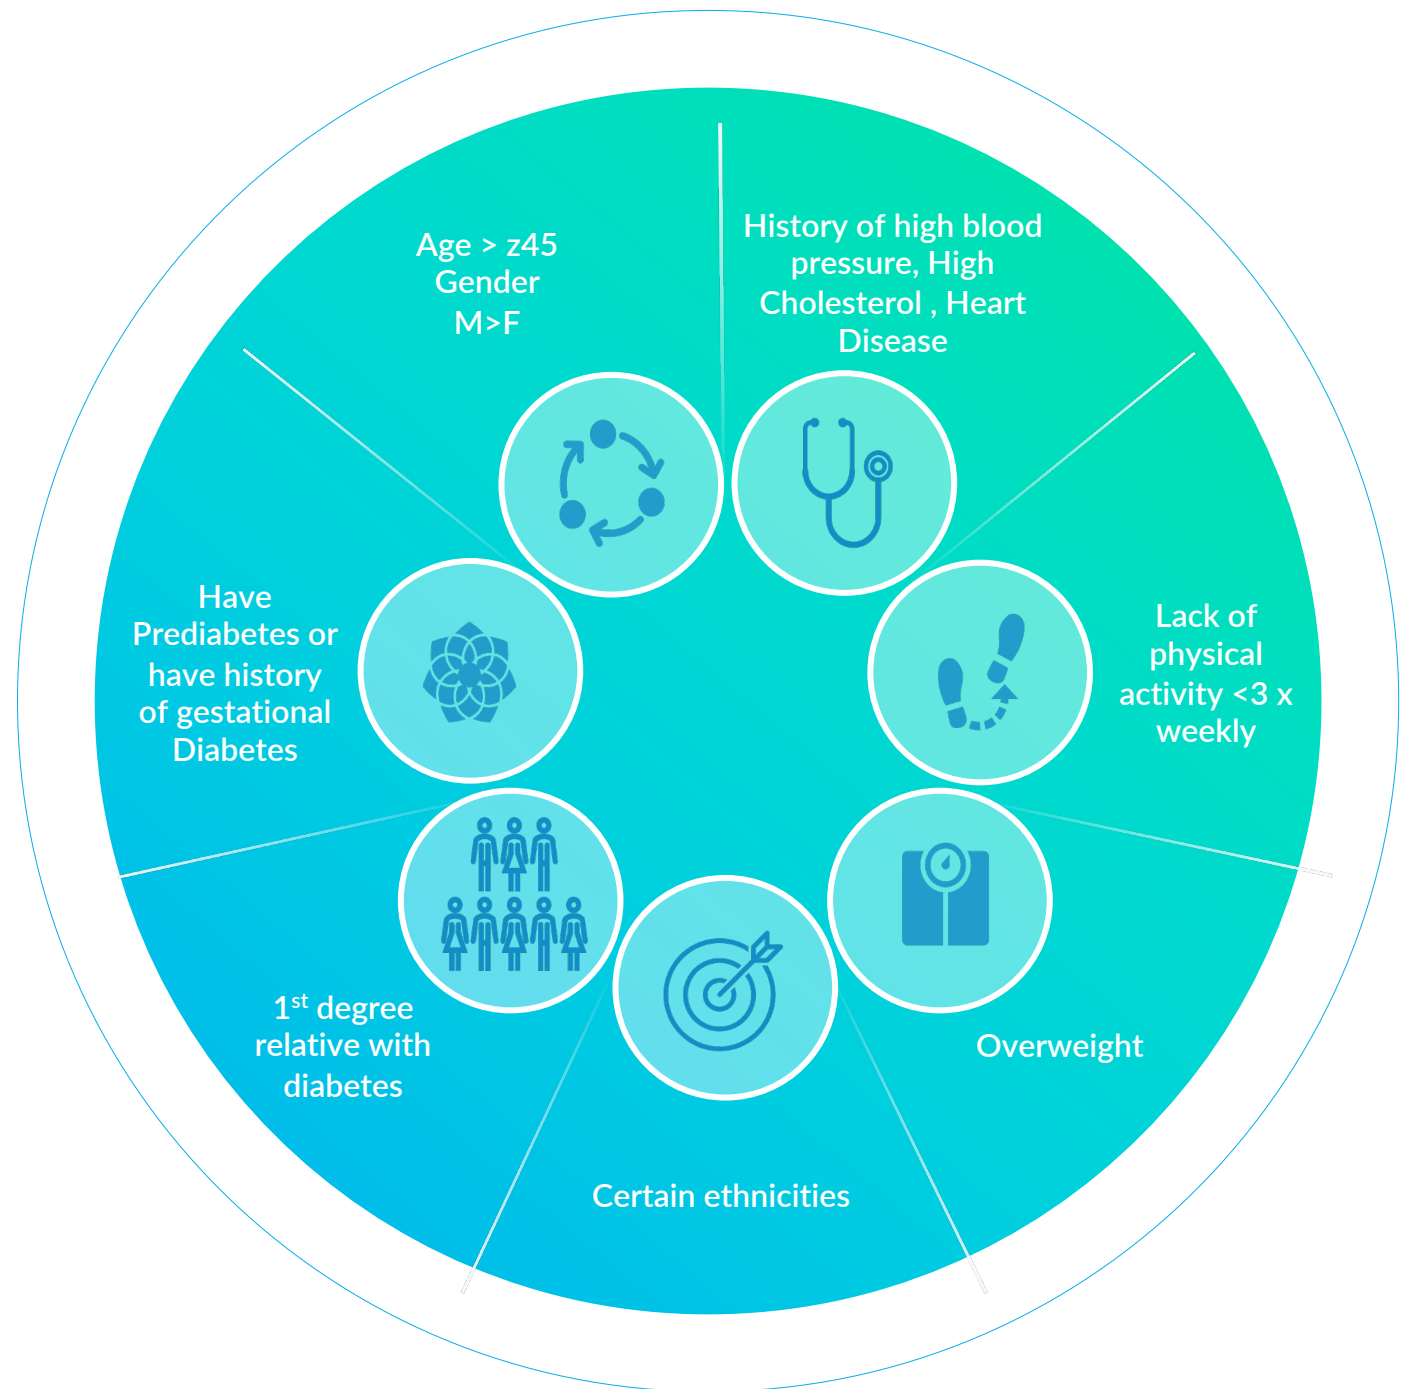 Age > z45
Gender
M>F
History of high blood
pressure, High
Cholesterol , Heart
Disease
Lack of
physical
activity <3 x
weekly
Overweight
Certain ethnicities
1st degree
relative with
diabetes
Have
Prediabetes or
have history
of gestational
Diabetes